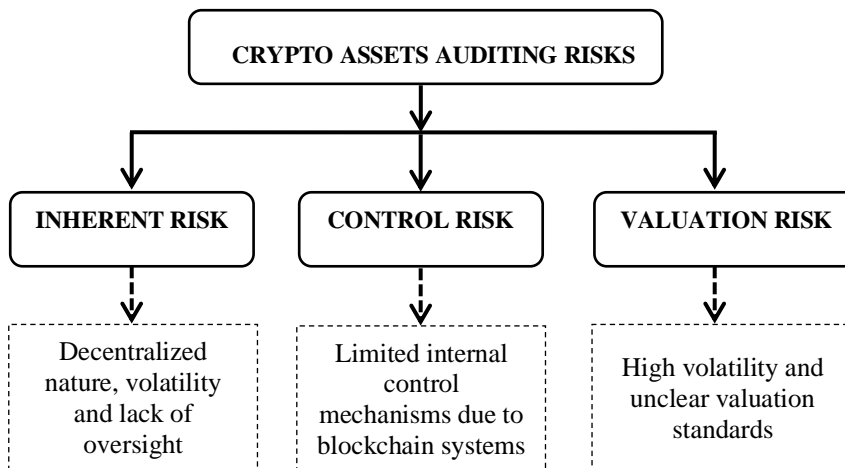 CRYPTO ASSETS AUDITING RISKS
INHERENT RISK
CONTROL RISK
VALUATION RISK
Decentralized
nature, volatility
and lack of
oversight
Limited internal
control
mechanisms due to
blockchain systems
High volatility and
unclear valuation
standards